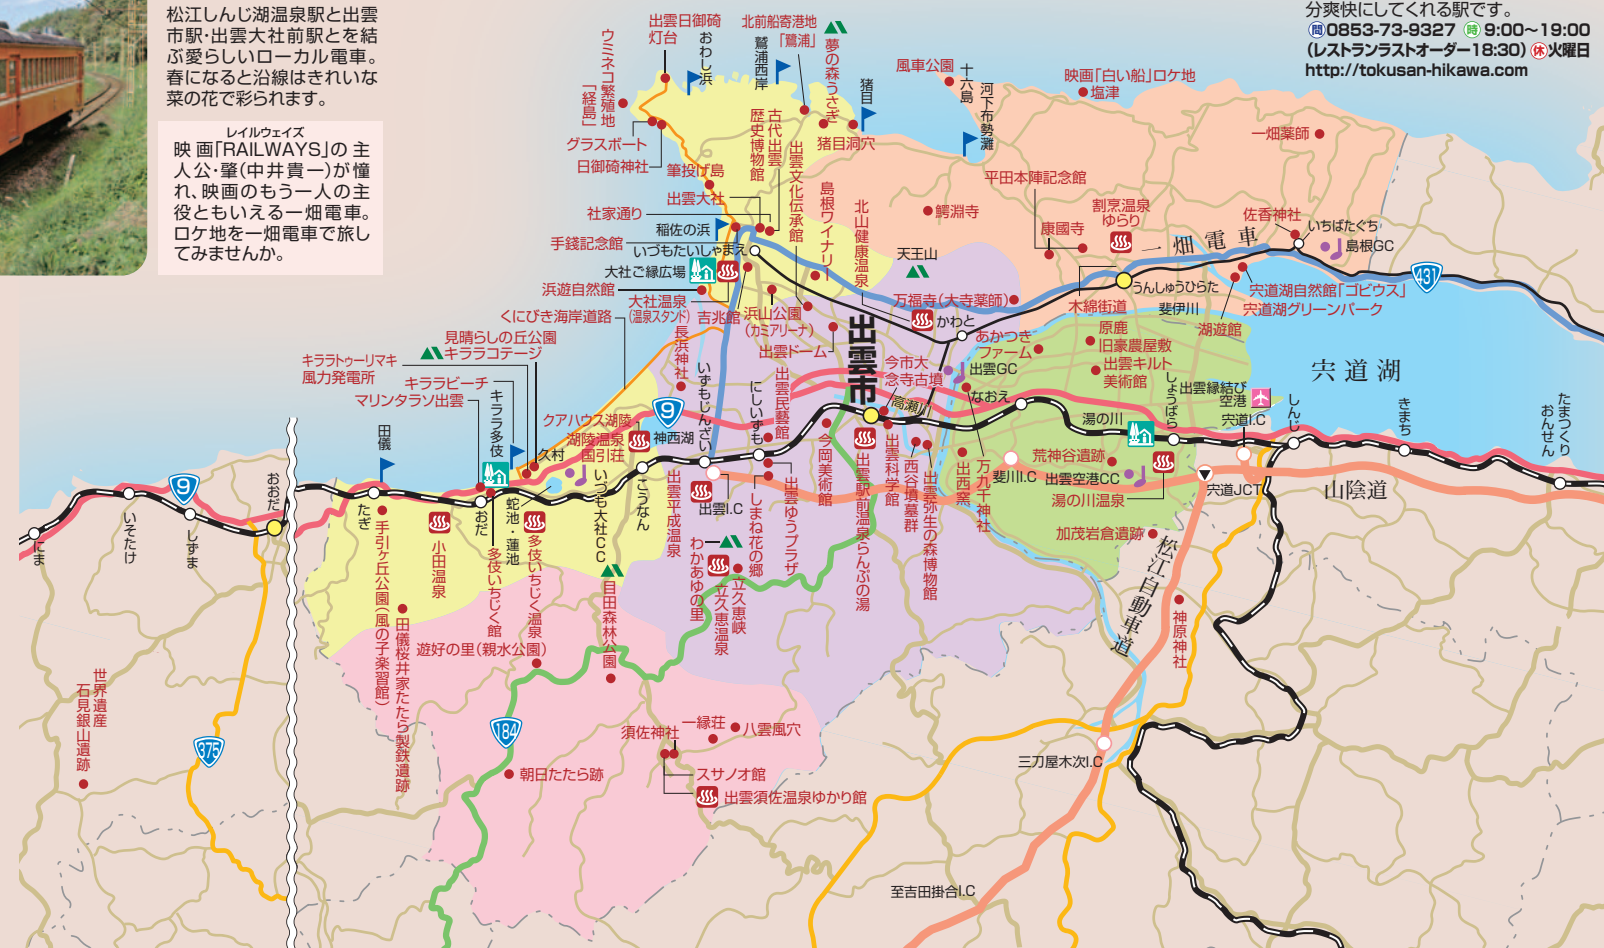 松江しんじ湖温泉駅と出雲
市駅・出雲大社前駅とを結
ぶ愛らしいローカル電車。
春になると沿線はきれいな
菜の花で彩られます。
レイルウェイズ
映画「RAILWAYS」の主
人公・肇(中井貴一)が憧
れ、映画のもう一人の主
役ともいえる一畑電車。
ロケ地を一畑電車で旅し
てみませんか。
分爽快にしてくれる駅です。
問0853-73-9327 時9:00〜19:00
(レストランラストオーダー18:30) 休火曜日
http://tokusan-hikawa.com
出雲日御碕
灯台
おわし浜
鷲浦西岸
北前船寄港地
「鷺浦」
夢の森うさぎ
猪目
ウミネコ繁殖地
「経島」
グラスボート
日御碕神社
筆投げ島
出雲大社
社家通り
稲佐の浜
手錢記念館
いづもたいしゃまえ
大社ご縁広場
浜遊自然館
大社温泉
(温泉スタンド)
吉兆館
くにびき海岸道路
古代出雲
歴史博物館
出雲文化伝承館
猪目洞穴
島根ワイナリー
北山健康温泉
浜山公園
(カミアリーナ)
出雲ドーム
長浜神社
風車公園
十六島
河下布勢灘
映画「白い船」ロケ地
塩津
一畑薬師
平田本陣記念館
鰐淵寺
康國寺
割烹温泉
ゆらり
一畑電車
佐香神社
いちばたぐち
島根GC
431
天王山
万福寺(大寺薬師)
かわと
木綿街道
うんしゅうひらた
斐伊川
湖遊館
宍道湖自然館「ゴビウス」
宍道湖グリーンパーク
宍道湖
出雲市
あかつき
ファーム
原鹿
旧豪農屋敷
出雲キルト
美術館
今市大
念寺古墳
出雲GC
高瀬川
なおえ
しょうばら
出雲縁結び
空港
宍道I.C
しんじ
きまち
たまつくり
おんせん
湯の川
荒神谷遺跡
出雲空港CC
湯の川温泉
宍道JCT
山陰道
斐川I.C
加茂岩倉遺跡
松江自動車道
神原神社
三刀屋木次I.C
至吉田掛合I.C
見晴らしの丘公園
キララコテージ
キララトゥーリマキ
風力発電所
キララビーチ
マリンタラソ出雲
キララ多伎
クアハウス湖陵
湖陵温泉
国引荘
久村
神西湖
9
いずもじんざい
にしいずも
出雲民藝館
今岡美術館
出雲駅前温泉らんぷの湯
出雲科学館
西谷墳墓群
出雲弥生の森博物館
出西窯
万九千神社
出雲I.C
出雲平成温泉
しまね花の郷
出雲ゆうプラザ
わかあゆの里
立久恵温泉
立久恵峡
こうなん
いづも大社CC
田儀
おおだ
9
いそたけ
しずま
にま
たぎ
おだ
蛇池・蓮池
手引ヶ丘公園(風の子楽習館)
小田温泉
多伎いちじく館
多伎いちじく温泉
目田森林公園
田儀桜井家たたら製鉄遺跡
遊好の里(親水公園)
世界遺産
石見銀山遺跡
375
184
須佐神社
一縁荘
八雲風穴
朝日たたら跡
スサノオ館
出雲須佐温泉ゆかり館